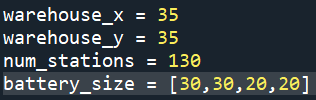 warehouse_x = 35
warehouse_y = 35
num_stations = 130
battery_size = [30,30,20,20]